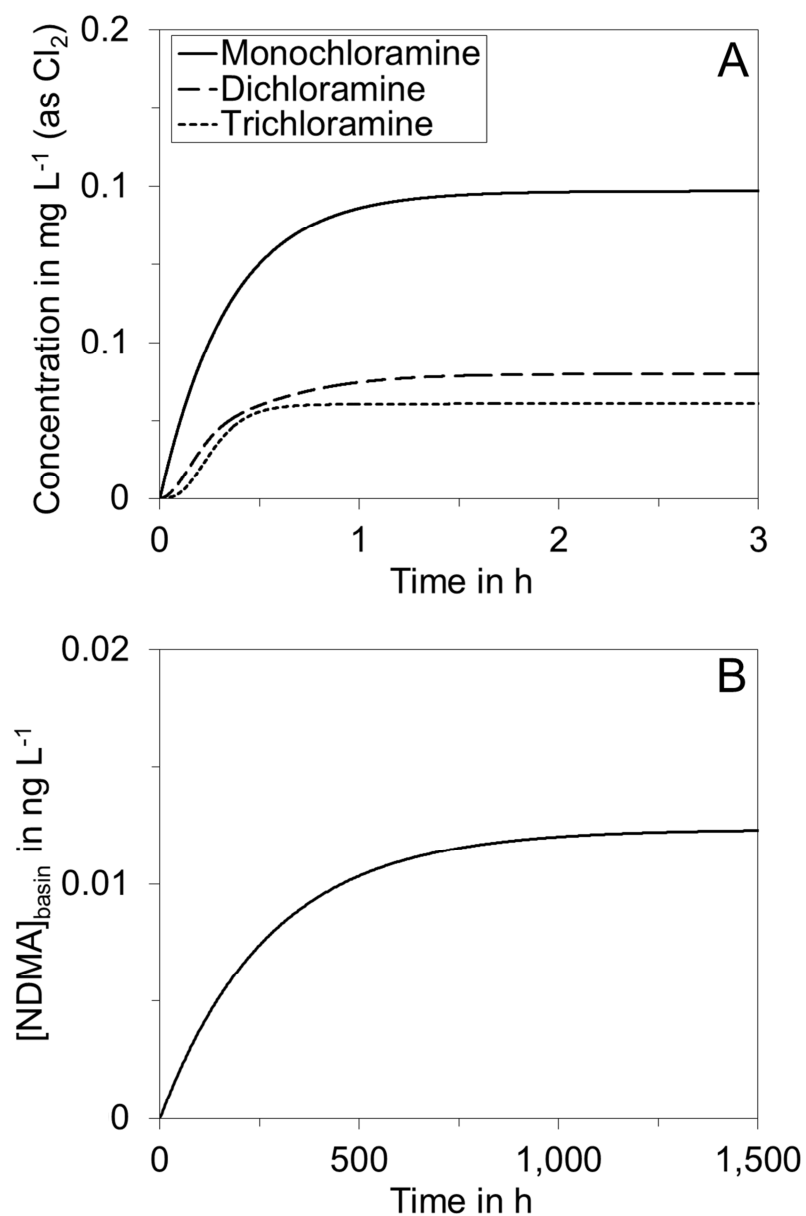 0.2
0.1
0.1
0
Concentration in mg L⁻¹ (as Cl₂)
Monochloramine
Dichloramine
Trichloramine
A
0 1 2 3
Time in h
0.02
0.01
0
[NDMA]basin in ng L⁻¹
B
0 500 1,000 1,500
Time in h